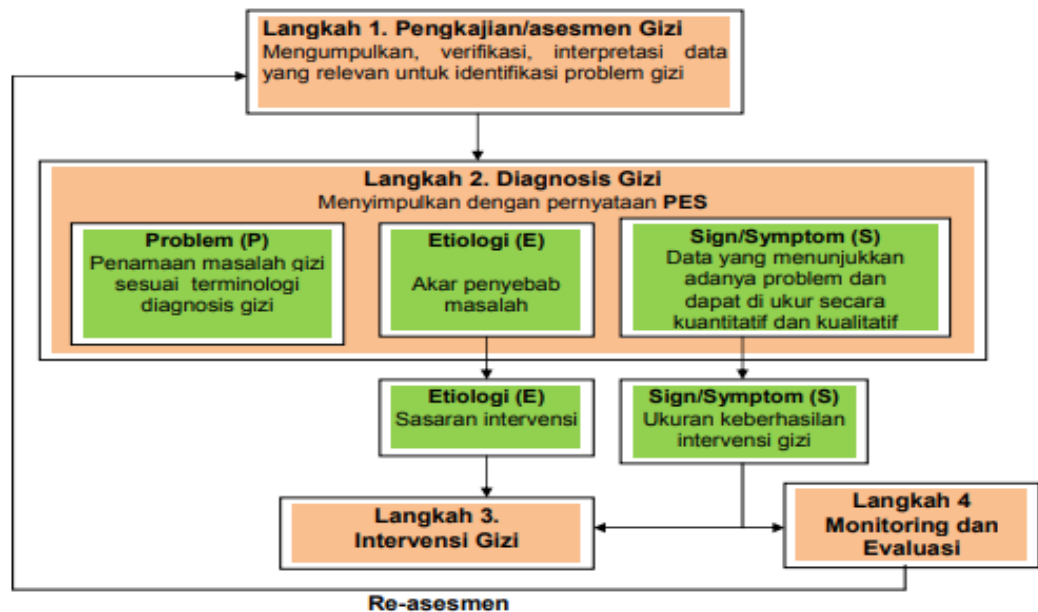 Langkah 1. Pengkajian/asesmen Gizi
Mengumpulkan, verifikasi, interpretasi data
yang relevan untuk identifikasi problem gizi
Langkah 2. Diagnosis Gizi
Menyimpulkan dengan pernyataan PES
Problem (P)
Penamaan masalah gizi
sesuai terminologi
diagnosis gizi
Etiologi (E)
Akar penyebab
masalah
Sign/Symptom (S)
Data yang menunjukkan
adanya problem dan
dapat di ukur secara
kuantitatif dan kualitatif
Etiologi (E)
Sasaran intervensi
Sign/Symptom (S)
Ukuran keberhasilan
intervensi gizi
Langkah 3.
Intervensi Gizi
Langkah 4
Monitoring dan
Evaluasi
Re-asesmen